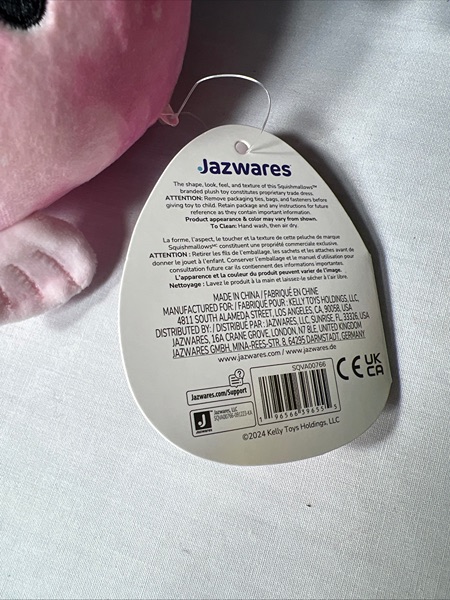 Jazwares
The shape, look, feel, and texture of this Squishmallows™
branded plush toy constitutes proprietary trade dress.
ATTENTION: Remove packaging ties, bags, and fasteners before
giving toy to child. Retain package and any instructions for future
reference as they contain important information.
Product appearance & color may vary from shown.
To Clean: Hand wash, then air dry.
La forme, l'aspect, le toucher et la texture de cette peluche de marque
Squishmallows constituent une propriété commerciale exclusive.
ATTENTION : Retirer les fils de l'emballage, les sachets et les attaches avant de
donner le jouet à l'enfant. Conserver l'emballage et le manuel d'utilisation pour
consultation future car ils contiennent des informations importantes.
L'apparence et la couleur du produit peuvent varier de l'image.
Nettoyage : Lavez le produit à la main et laissez-le sécher à l'air libre.
MADE IN CHINA / FABRIQUÉ EN CHINE
MANUFACTURED FOR: / FABRIQUÉ POUR : KELLY TOYS HOLDINGS, LLC,
4811 SOUTH ALAMEDA STREET, LOS ANGELES, CA 90058.
DISTRIBUTED BY: / DISTRIBUÉ PAR : JAZWARES, LLC. SUNRISE, FL, 33326 USA
JAZWARES, 16A CRANE GROVE, LONDON, N7 8LE, UNITED KINGDOM
JAZWARES GMBH, MINA-REES-STR. 8, 64295 DARMSTADT, GERMANY
www.jazwares.com / www.jazwares.de
CE UK
CA
SQVA00766
Jazwares.com/Support
J
JAZWARES
Jazwares, LLC
1 96566 39655 5
©2024 Kelly Toys Holdings, LLC